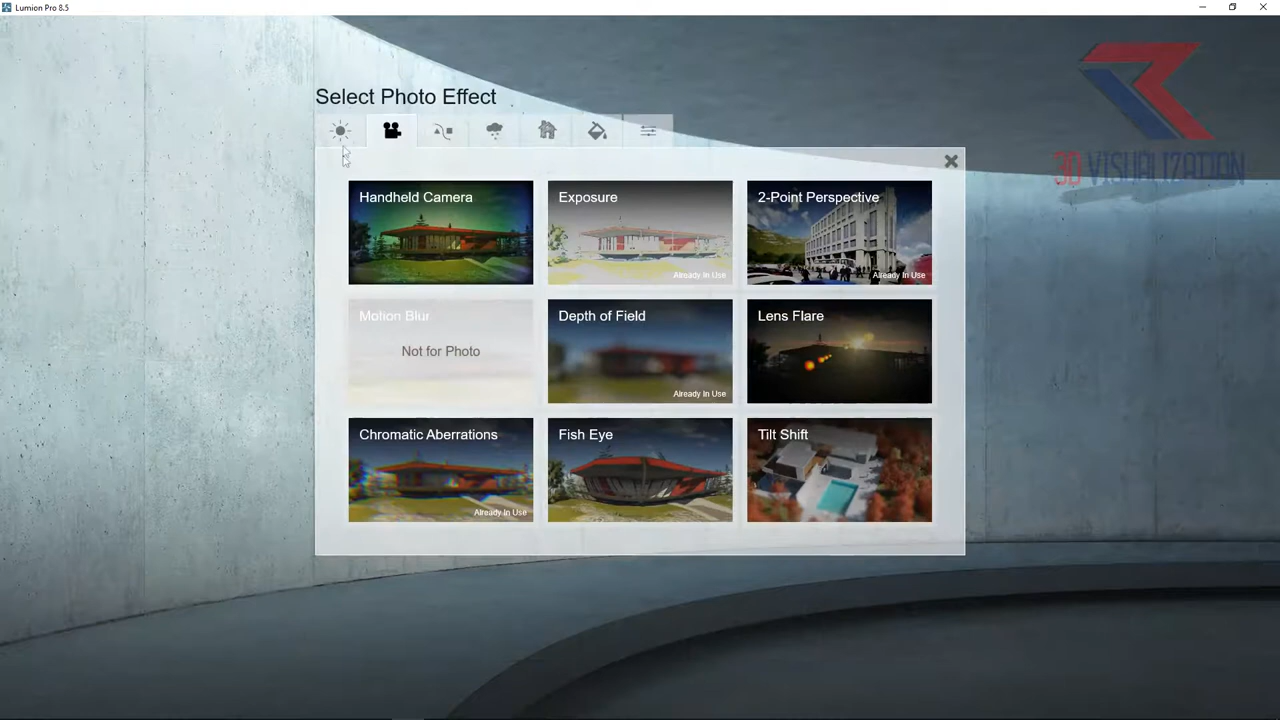 Lumion Pro 8.5
Select Photo Effect
Handheld Camera
Exposure
Already In Use
2-Point Perspective
Already In Use
Motion Blur
Not for Photo
Depth of Field
Already In Use
Lens Flare
Chromatic Aberrations
Already In Use
Fish Eye
Tilt Shift
3D VISUALIZATION